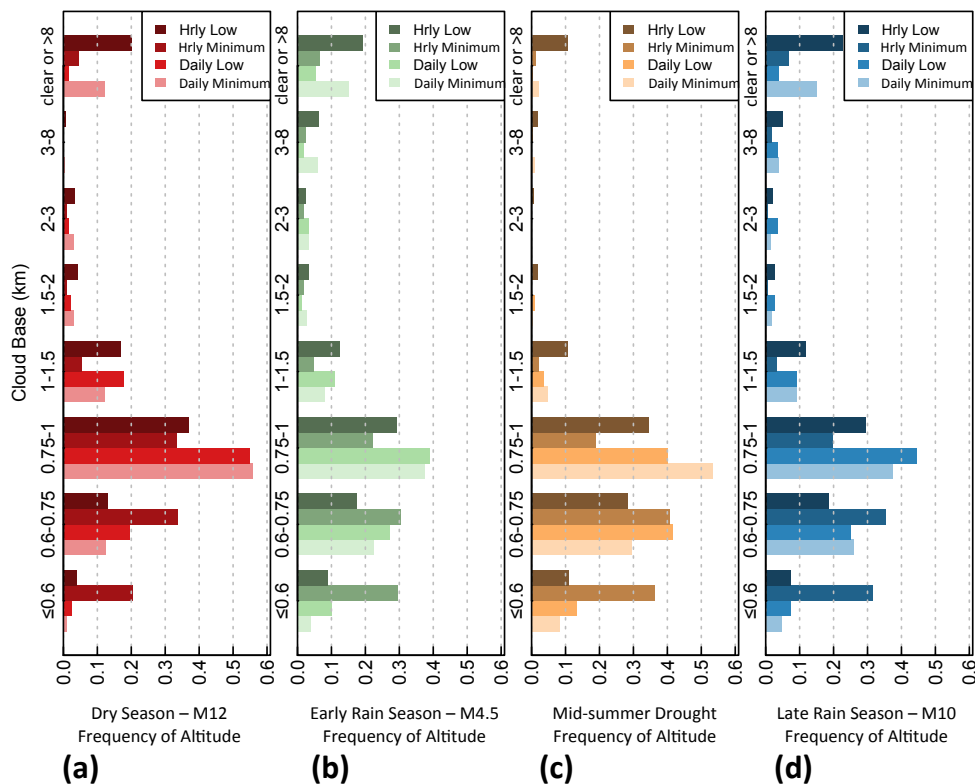 Cloud Base (km)
clear or >8
3-8
2-3
1.5-2
1-1.5
0.75-1
0.6-0.75
≤0.6
Hrly Low
Hrly Minimum
Daily Low
Daily Minimum
0.0 0.1 0.2 0.3 0.4 0.5 0.6
Dry Season – M12
Frequency of Altitude
(a)
clear or >8
3-8
2-3
1.5-2
1-1.5
0.75-1
0.6-0.75
≤0.6
Hrly Low
Hrly Minimum
Daily Low
Daily Minimum
0.0 0.1 0.2 0.3 0.4 0.5 0.6
Early Rain Season – M4.5
Frequency of Altitude
(b)
clear or >8
3-8
2-3
1.5-2
1-1.5
0.75-1
0.6-0.75
≤0.6
Hrly Low
Hrly Minimum
Daily Low
Daily Minimum
0.0 0.1 0.2 0.3 0.4 0.5 0.6
Mid-summer Drought
Frequency of Altitude
(c)
clear or >8
3-8
2-3
1.5-2
1-1.5
0.75-1
0.6-0.75
≤0.6
Hrly Low
Hrly Minimum
Daily Low
Daily Minimum
0.0 0.1 0.2 0.3 0.4 0.5 0.6
Late Rain Season – M10
Frequency of Altitude
(d)